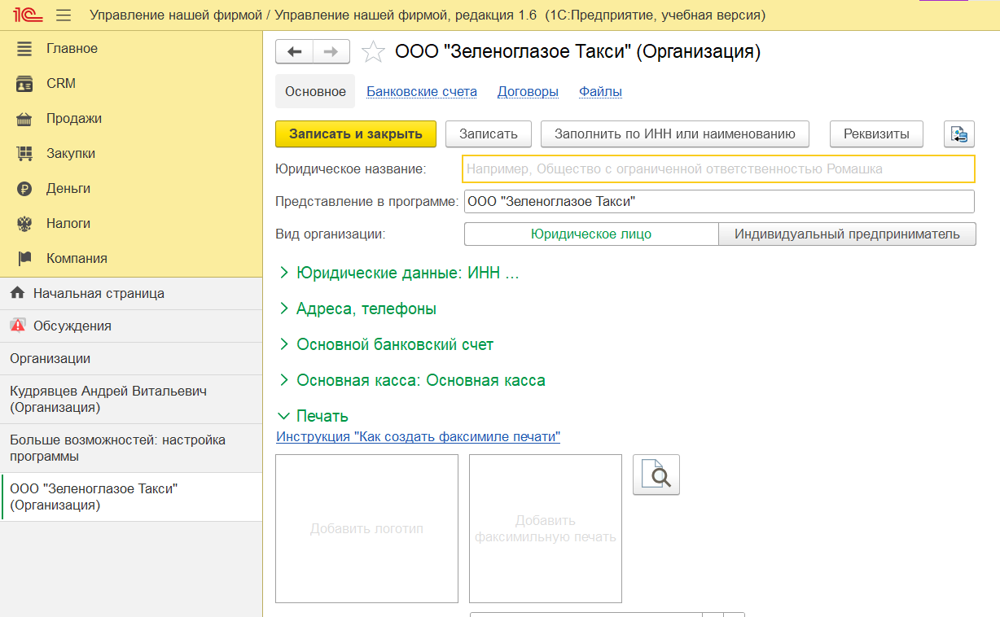 1С Управление нашей фирмой / Управление нашей фирмой, редакция 1.6 (1С:Предприятие, учебная версия)
Главное
CRM
Продажи
Закупки
Деньги
Налоги
Компания
Начальная страница
Обсуждения
Организации
Кудрявцев Андрей Витальевич
(Организация)
Больше возможностей: настройка
программы
ООО "Зеленоглазое Такси"
(Организация)
ООО "Зеленоглазое Такси" (Организация)
Основное Банковские счета Договоры Файлы
Записать и закрыть Записать Заполнить по ИНН или наименованию Реквизиты
Юридическое название: Например, Общество с ограниченной ответственностью Ромашка
Представление в программе: ООО "Зеленоглазое Такси"
Вид организации: Юридическое лицо Индивидуальный предприниматель
Юридические данные: ИНН ...
Адреса, телефоны
Основной банковский счет
Основная касса: Основная касса
Печать
Инструкция "Как создать факсимиле печати"
Добавить логотип
Добавить
факсимильную печать